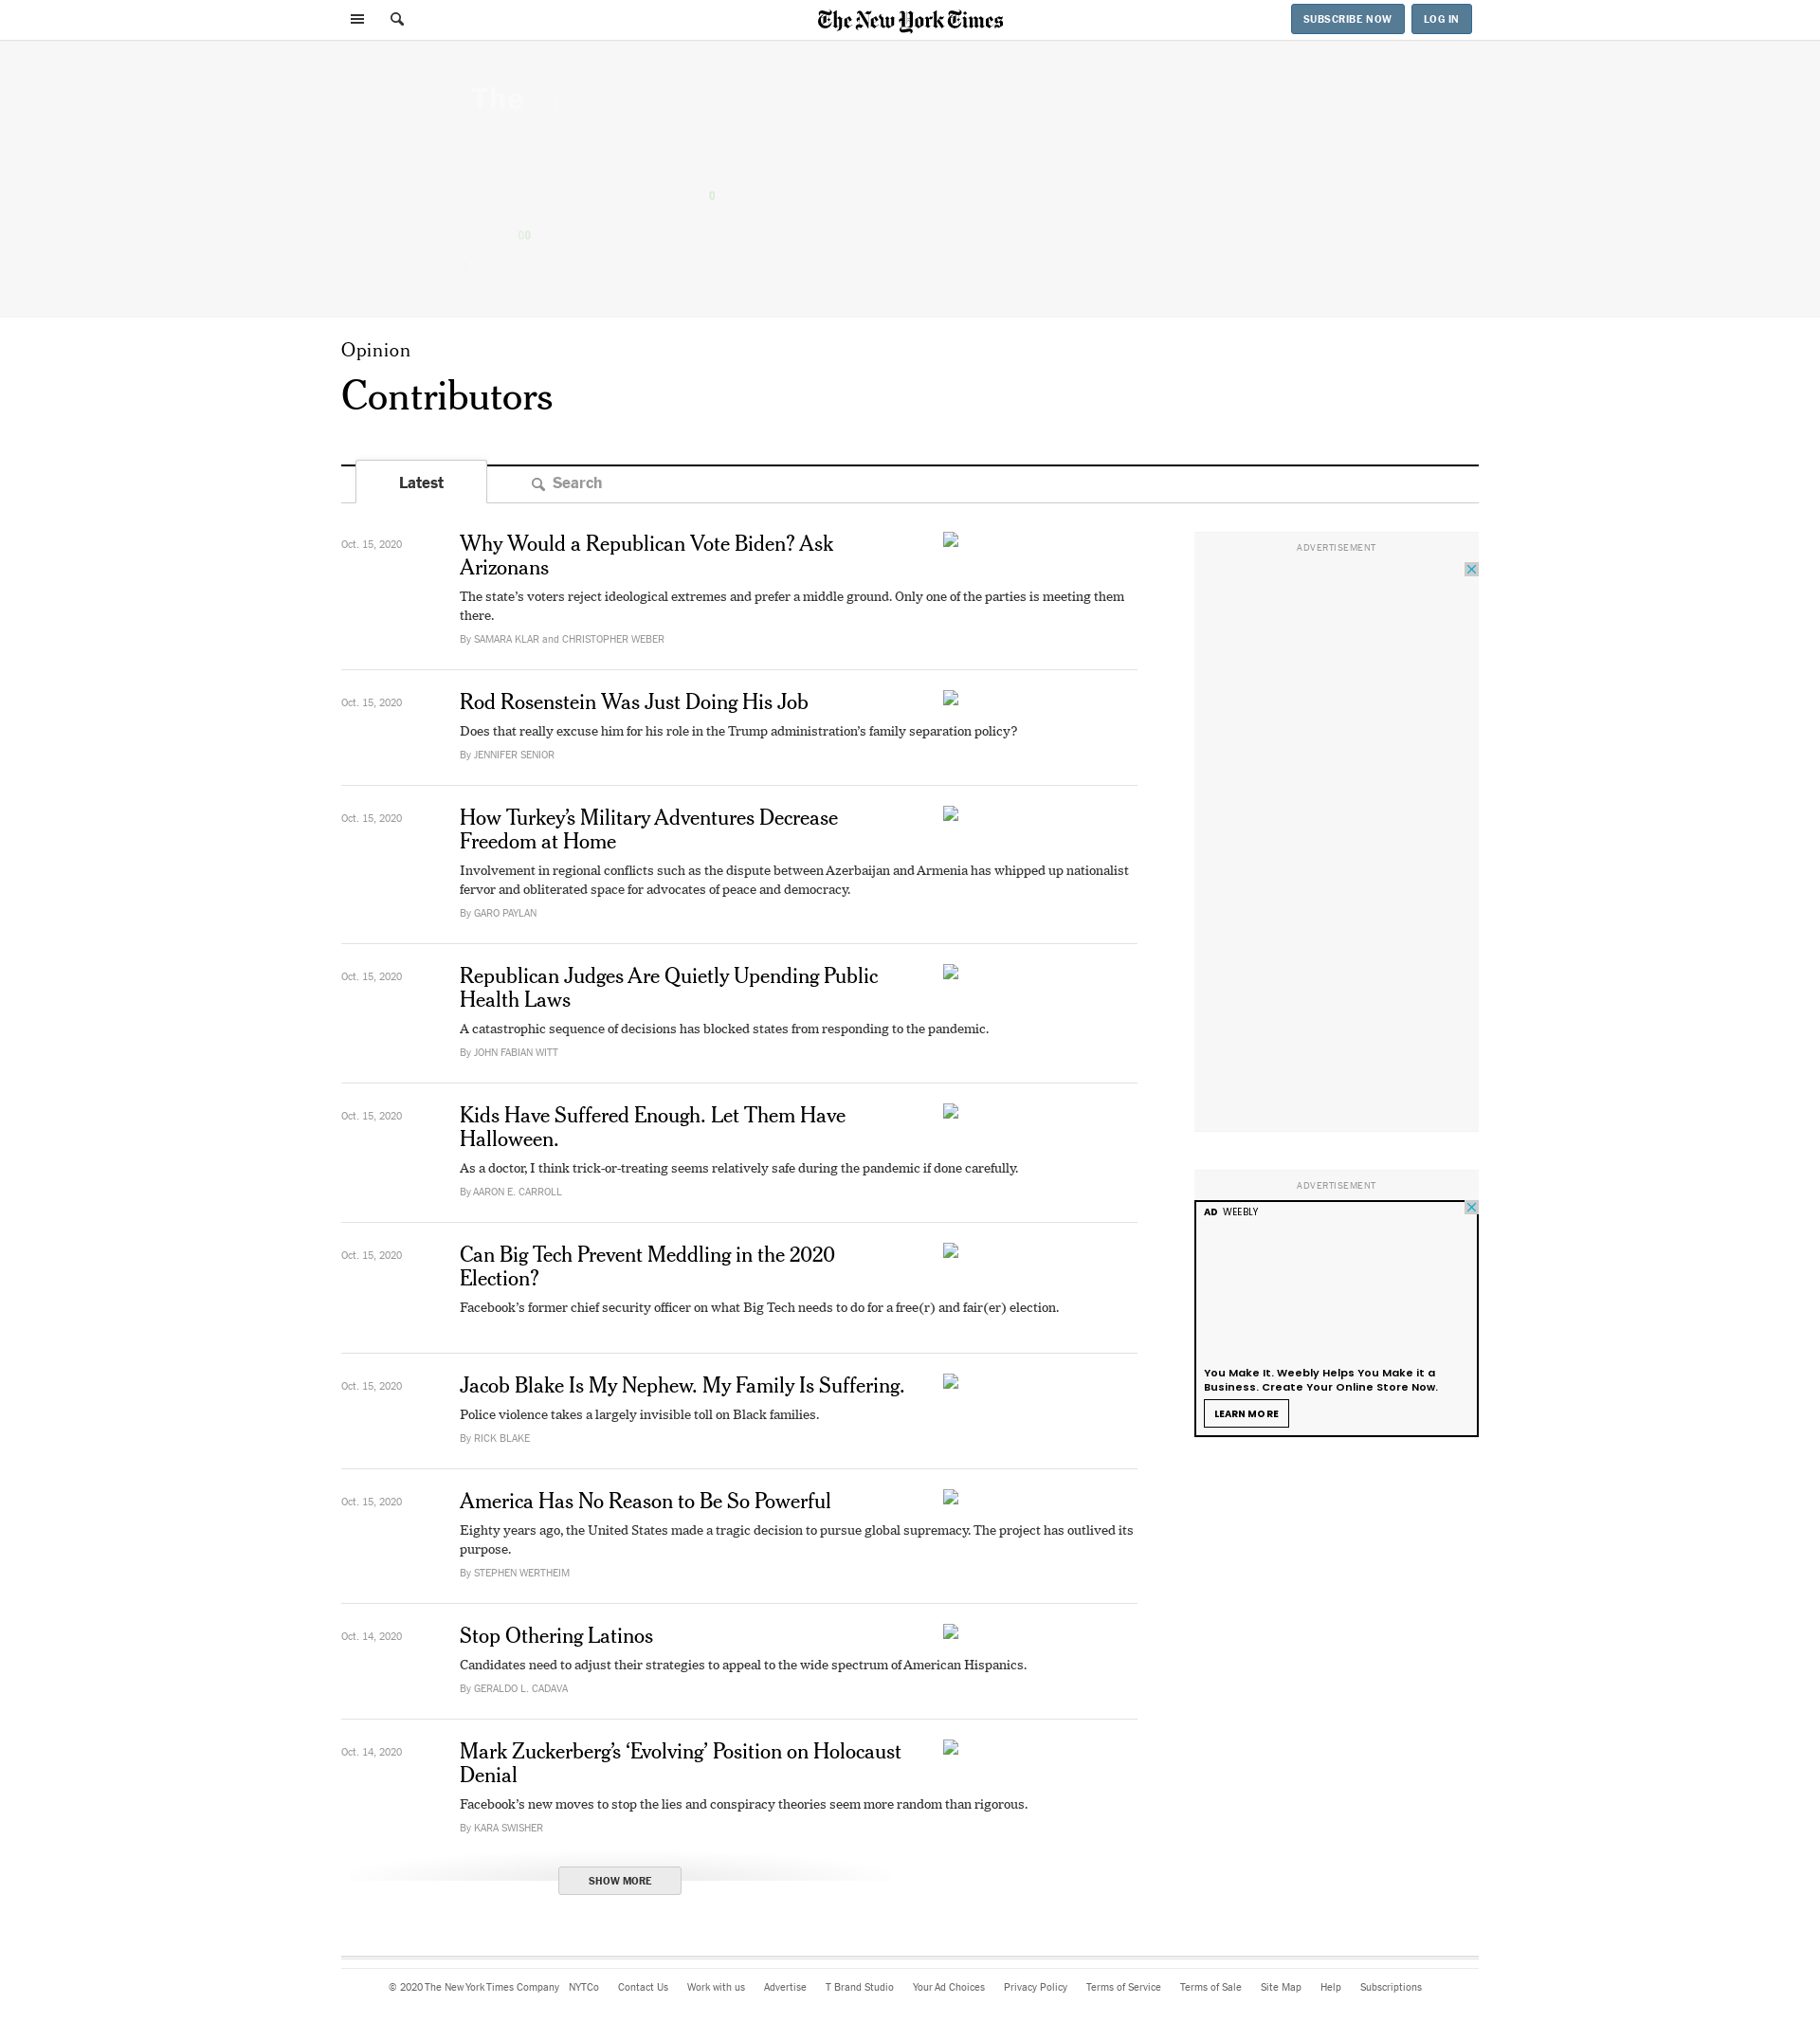 The New York Times
SUBSCRIBE NOW
LOG IN
The
0
00
Opinion
Contributors
Latest
Search
Oct. 15, 2020
Why Would a Republican Vote Biden? Ask
Arizonans
The state’s voters reject ideological extremes and prefer a middle ground. Only one of the parties is meeting them
there.
By SAMARA KLAR and CHRISTOPHER WEBER
Oct. 15, 2020
Rod Rosenstein Was Just Doing His Job
Does that really excuse him for his role in the Trump administration’s family separation policy?
By JENNIFER SENIOR
Oct. 15, 2020
How Turkey’s Military Adventures Decrease
Freedom at Home
Involvement in regional conflicts such as the dispute between Azerbaijan and Armenia has whipped up nationalist
fervor and obliterated space for advocates of peace and democracy.
By GARO PAYLAN
Oct. 15, 2020
Republican Judges Are Quietly Upending Public
Health Laws
A catastrophic sequence of decisions has blocked states from responding to the pandemic.
By JOHN FABIAN WITT
Oct. 15, 2020
Kids Have Suffered Enough. Let Them Have
Halloween.
As a doctor, I think trick-or-treating seems relatively safe during the pandemic if done carefully.
By AARON E. CARROLL
Oct. 15, 2020
Can Big Tech Prevent Meddling in the 2020
Election?
Facebook’s former chief security officer on what Big Tech needs to do for a free(r) and fair(er) election.
Oct. 15, 2020
Jacob Blake Is My Nephew. My Family Is Suffering.
Police violence takes a largely invisible toll on Black families.
By RICK BLAKE
Oct. 15, 2020
America Has No Reason to Be So Powerful
Eighty years ago, the United States made a tragic decision to pursue global supremacy. The project has outlived its
purpose.
By STEPHEN WERTHEIM
Oct. 14, 2020
Stop Othering Latinos
Candidates need to adjust their strategies to appeal to the wide spectrum of American Hispanics.
By GERALDO L. CADAVA
Oct. 14, 2020
Mark Zuckerberg’s ‘Evolving’ Position on Holocaust
Denial
Facebook’s new moves to stop the lies and conspiracy theories seem more random than rigorous.
By KARA SWISHER
SHOW MORE
ADVERTISEMENT
ADVERTISEMENT
AD WEEBLY
You Make It. Weebly Helps You Make it a
Business. Create Your Online Store Now.
LEARN MORE
© 2020 The New York Times Company NYTCo Contact Us Work with us Advertise T Brand Studio Your Ad Choices Privacy Policy Terms of Service Terms of Sale Site Map Help Subscriptions